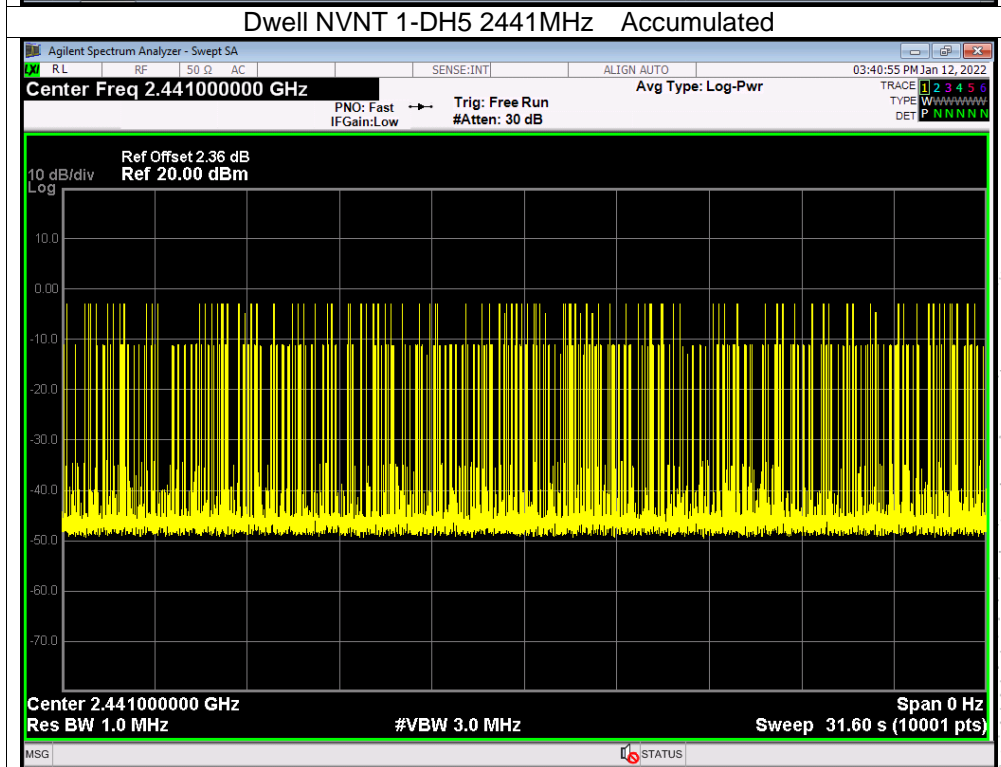 Dwell NVNT 1-DH5 2441MHz Accumulated
Agilent Spectrum Analyzer - Swept SA
LXI RL RF 50 Ω AC SENSE:INT ALIGN AUTO 03:40:55 PM Jan 12, 2022
Center Freq 2.441000000 GHz Avg Type: Log-Pwr TRACE 1 2 3 4 5 6
PNO: Fast Trig: Free Run TYPE WWWWWWW
IFGain:Low #Atten: 30 dB DET P N N N N N
Ref Offset 2.36 dB
10 dB/div Ref 20.00 dBm
Log
10.0
0.00
-10.0
-20.0
-30.0
-40.0
-50.0
-60.0
-70.0
Center 2.441000000 GHz Span 0 Hz
Res BW 1.0 MHz #VBW 3.0 MHz Sweep 31.60 s (10001 pts)
MSG STATUS